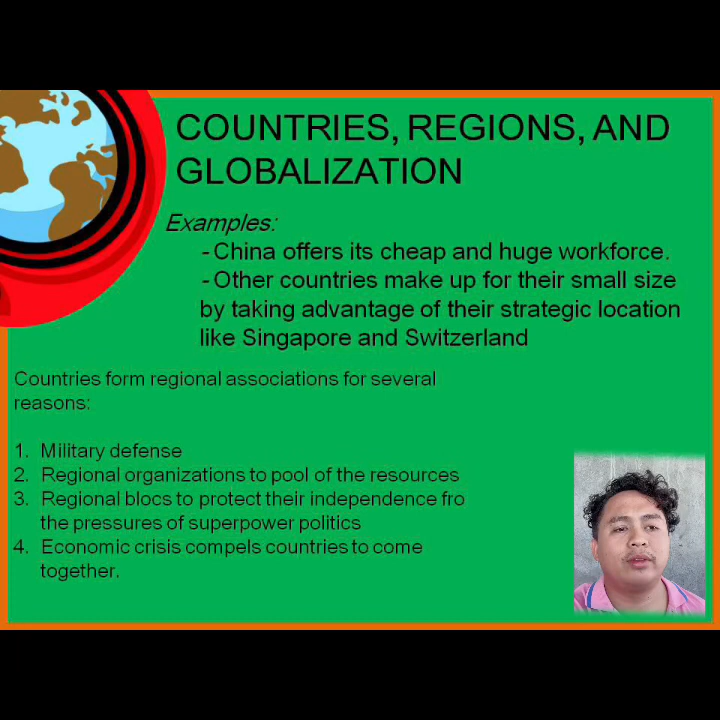 COUNTRIES, REGIONS, AND
GLOBALIZATION
Examples:
-China offers its cheap and huge workforce.
-Other countries make up for their small size
by taking advantage of their strategic location
like Singapore and Switzerland
Countries form regional associations for several
reasons:
1. Military defense
2. Regional organizations to pool of the resources
3. Regional blocs to protect their independence fro
the pressures of superpower politics
4. Economic crisis compels countries to come
together.